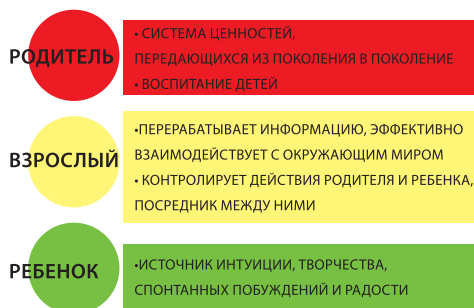 РОДИТЕЛЬ
• СИСТЕМА ЦЕННОСТЕЙ,
ПЕРЕДАЮЩИХСЯ ИЗ ПОКОЛЕНИЯ В ПОКОЛЕНИЕ
• ВОСПИТАНИЕ ДЕТЕЙ
ВЗРОСЛЫЙ
•ПЕРЕРАБАТЫВАЕТ ИНФОРМАЦИЮ, ЭФФЕКТИВНО
ВЗАИМОДЕЙСТВУЕТ С ОКРУЖАЮЩИМ МИРОМ
• КОНТРОЛИРУЕТ ДЕЙСТВИЯ РОДИТЕЛЯ И РЕБЕНКА,
ПОСРЕДНИК МЕЖДУ НИМИ
РЕБЕНОК
•ИСТОЧНИК ИНТУИЦИИ, ТВОРЧЕСТВА,
СПОНТАННЫХ ПОБУЖДЕНИЙ И РАДОСТИ